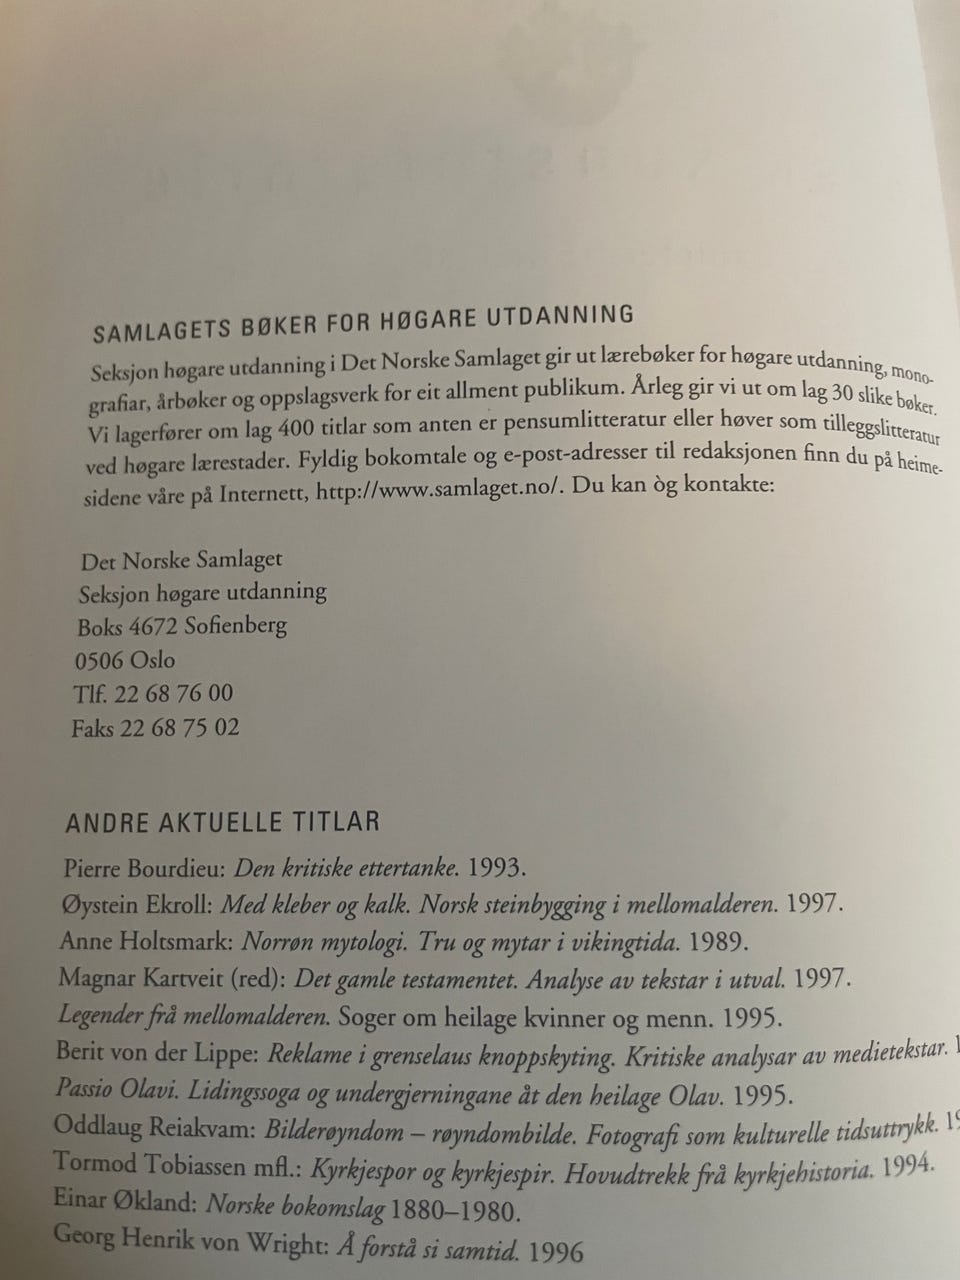 SAMLAGETS BØKER FOR HØGARE UTDANNING
Seksjon høgare utdanning i Det Norske Samlaget gir ut lærebøker for høgare utdanning, mono-
grafiar, årbøker og oppslagsverk for eit allment publikum. Årleg gir vi ut om lag 30 slike bøker.
Vi lagerfører om lag 400 titlar som anten er pensumlitteratur eller høver som tilleggslitteratur
ved høgare lærestader. Fyldig bokomtale og e-post-adresser til redaksjonen finn du på heime-
sidene våre på Internett, http://www.samlaget.no/. Du kan òg kontakte:
Det Norske Samlaget
Seksjon høgare utdanning
Boks 4672 Sofienberg
0506 Oslo
Tlf. 22 68 76 00
Faks 22 68 75 02
ANDRE AKTUELLE TITLAR
Pierre Bourdieu: Den kritiske ettertanke. 1993.
Øystein Ekroll: Med kleber og kalk. Norsk steinbygging i mellomalderen. 1997.
Anne Holtsmark: Norrøn mytologi. Tru og mytar i vikingtida. 1989.
Magnar Kartveit (red): Det gamle testamentet. Analyse av tekstar i utval. 1997.
Legender frå mellomalderen. Soger om heilage kvinner og menn. 1995.
Berit von der Lippe: Reklame i grenselaus knoppskyting. Kritiske analysar av medietekstar.
Passio Olavi. Lidingssoga og undergjerningane åt den heilage Olav. 1995.
Oddlaug Reiakvam: Bilderøyndom – røyndombilde. Fotografi som kulturelle tidsuttrykk.
Tormod Tobiassen mfl.: Kyrkjespor og kyrkjespir. Hovudtrekk frå kyrkjehistoria. 1994.
Einar Økland: Norske bokomslag 1880–1980.
Georg Henrik von Wright: Å forstå si samtid. 1996